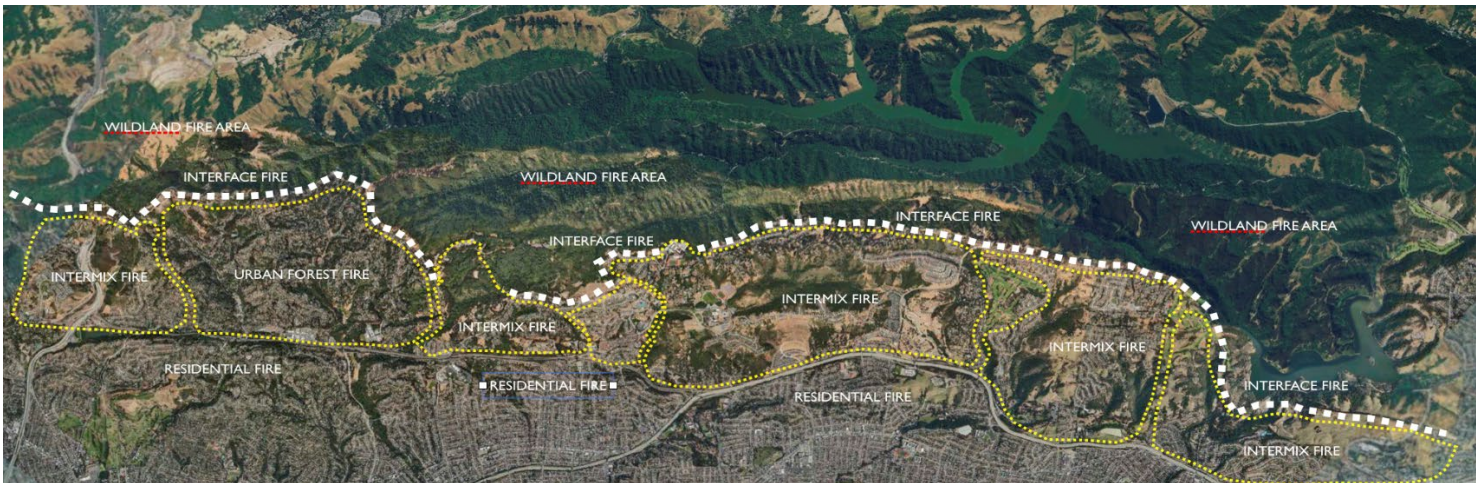 WILDLAND FIRE AREA
INTERFACE FIRE
WILDLAND FIRE AREA
INTERFACE FIRE
WILDLAND FIRE AREA
INTERFACE FIRE
INTERMIX FIRE
URBAN FOREST FIRE
INTERMIX FIRE
INTERMIX FIRE
INTERMIX FIRE
RESIDENTIAL FIRE
RESIDENTIAL FIRE
RESIDENTIAL FIRE
INTERFACE FIRE
INTERMIX FIRE